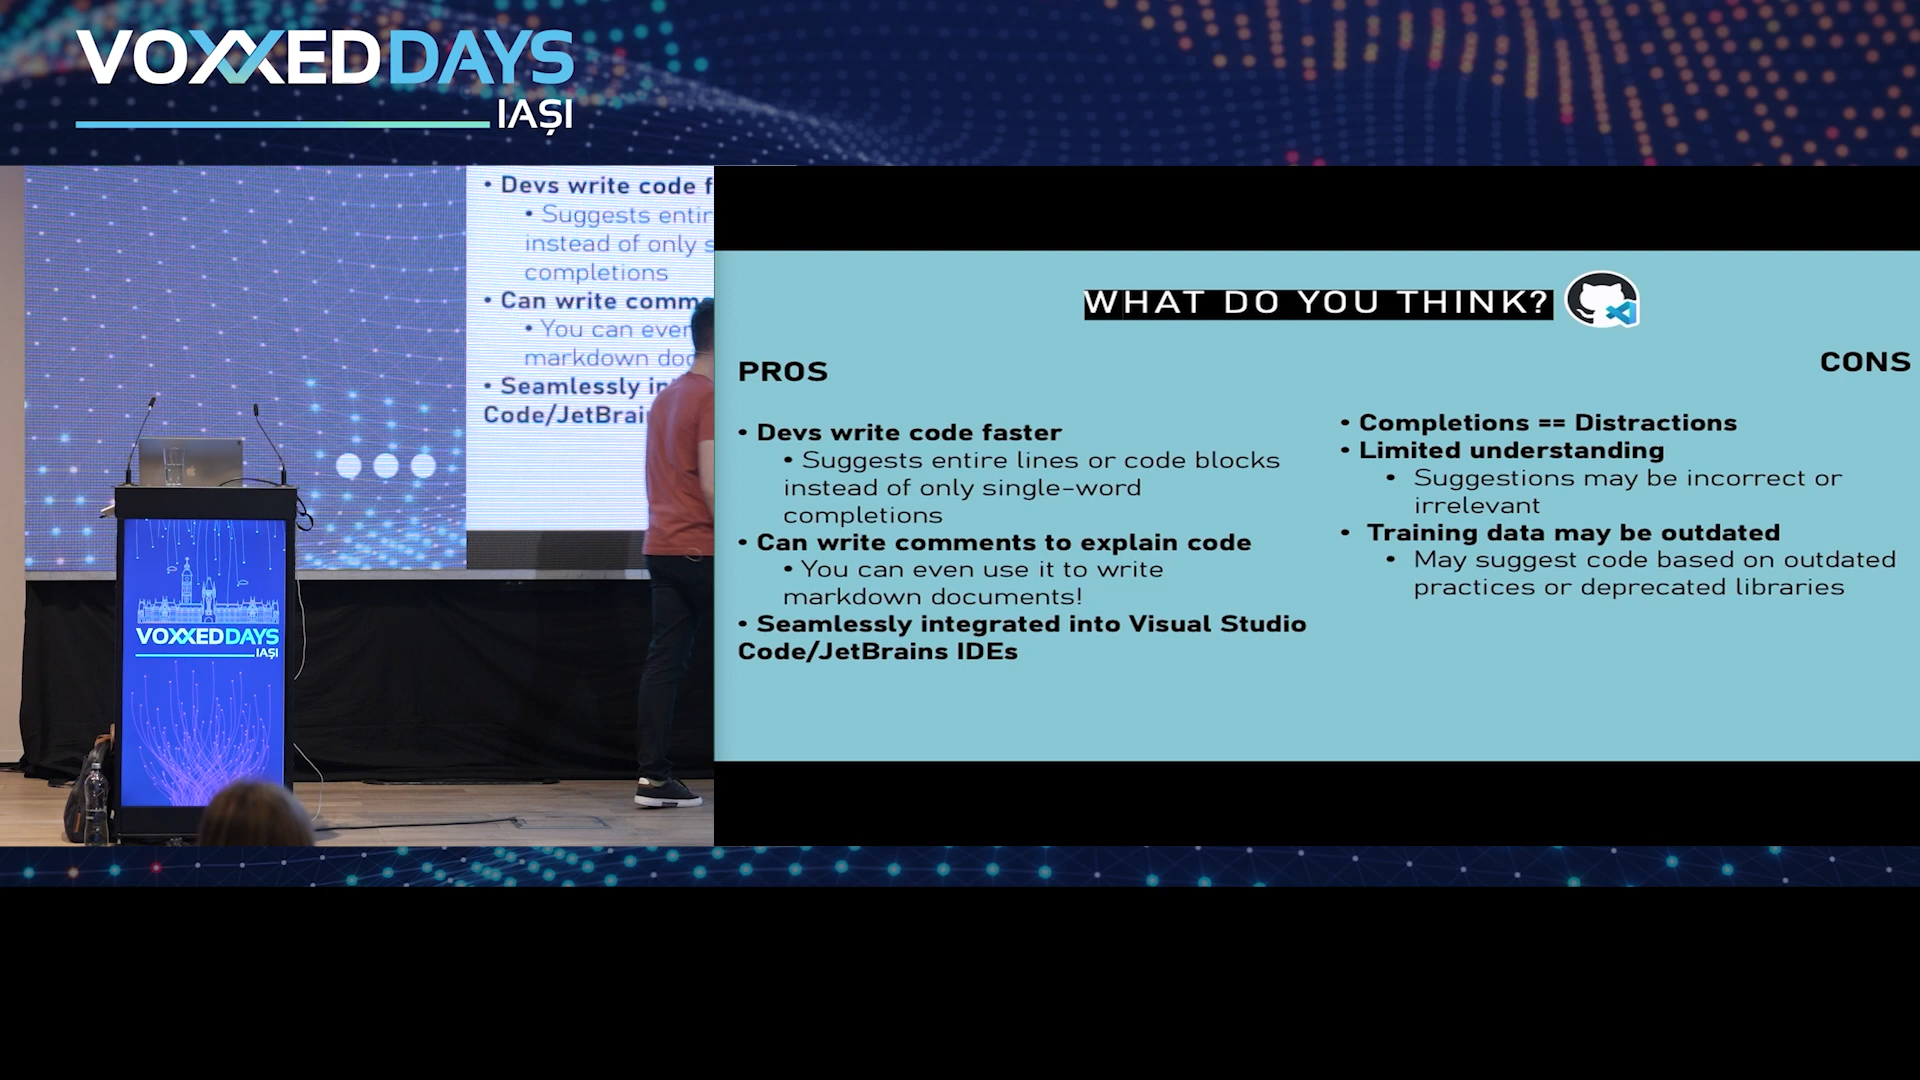 VOXXEDDAYS
IAȘI
• Devs write code f
• Suggests entir
instead of only s
completions
• Can write comme
• You can even
markdown doc
• Seamlessly in
Code/JetBrai
VOXXEDDAYS
IAȘI
WHAT DO YOU THINK?
PROS
• Devs write code faster
• Suggests entire lines or code blocks
instead of only single-word
completions
• Can write comments to explain code
• You can even use it to write
markdown documents!
• Seamlessly integrated into Visual Studio
Code/JetBrains IDEs
CONS
• Completions == Distractions
• Limited understanding
• Suggestions may be incorrect or
irrelevant
• Training data may be outdated
• May suggest code based on outdated
practices or deprecated libraries